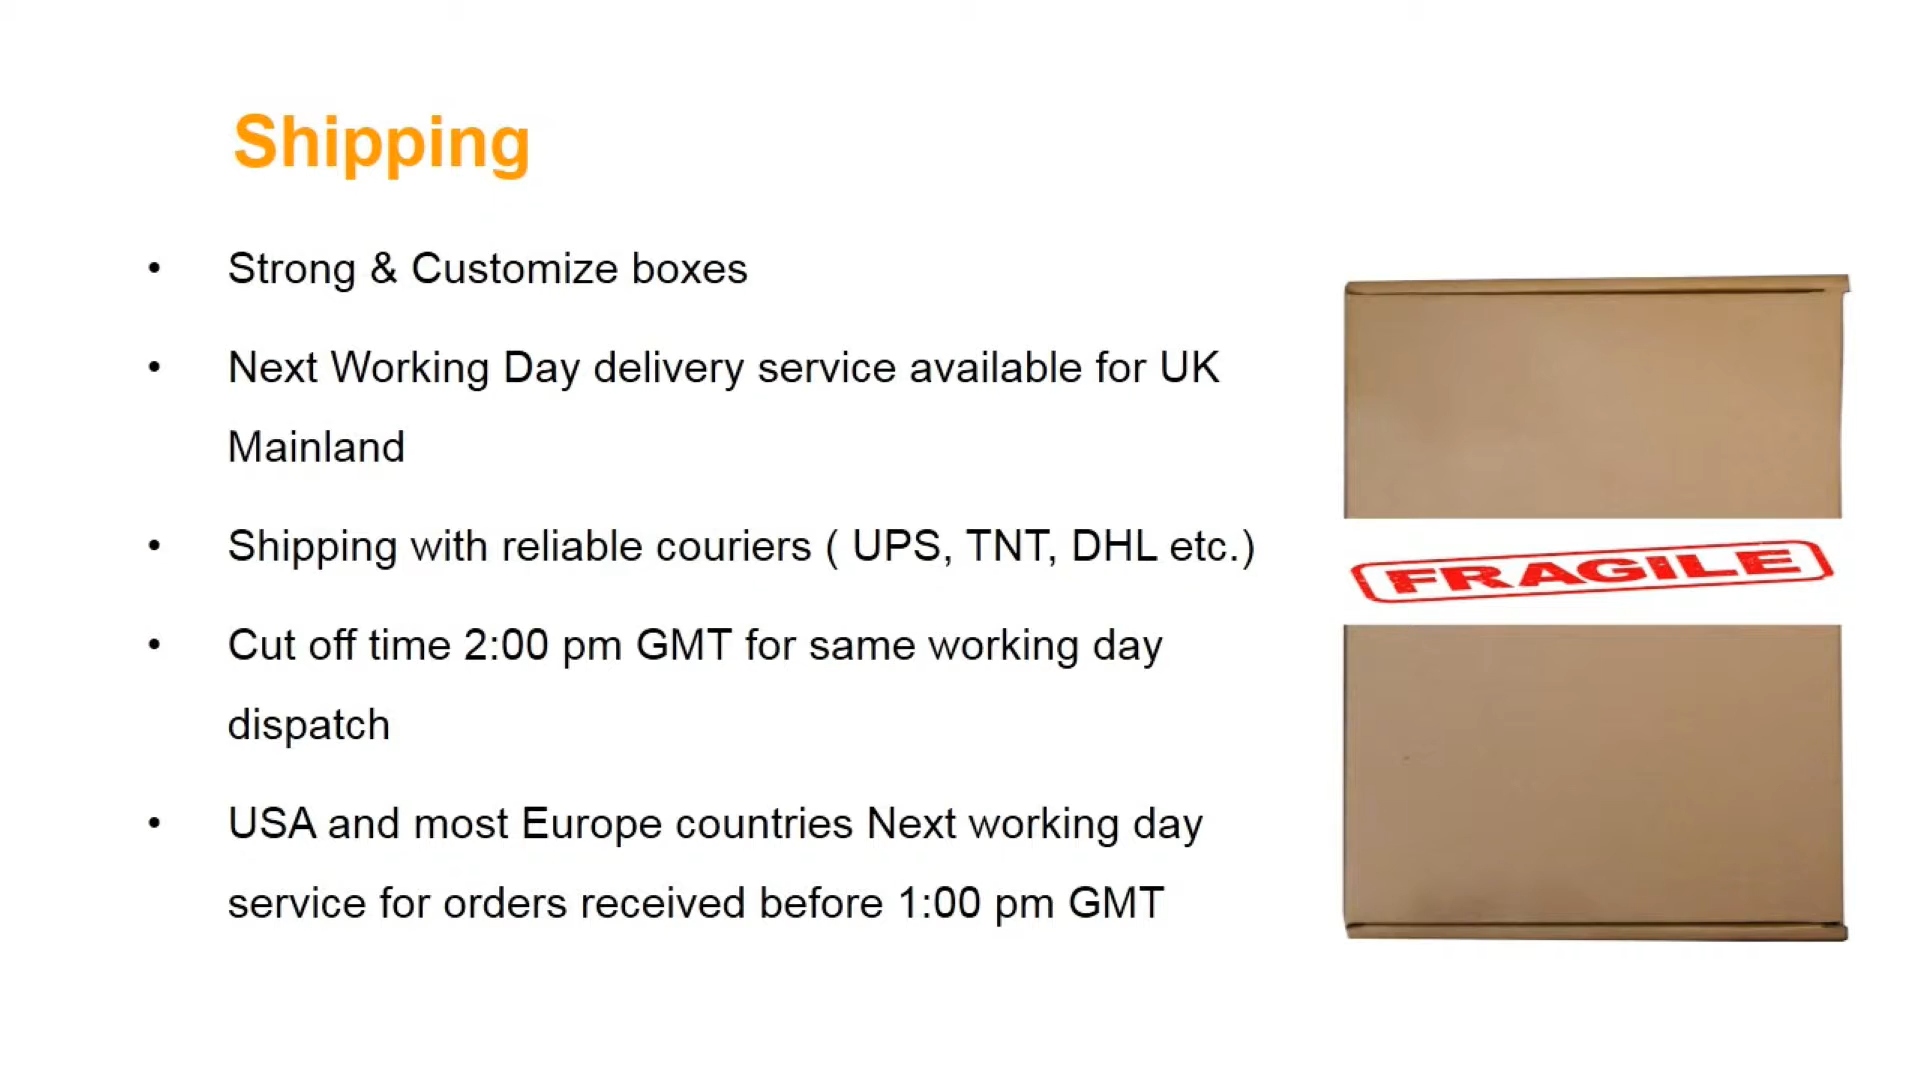 Shipping
• Strong & Customize boxes
• Next Working Day delivery service available for UK
Mainland
• Shipping with reliable couriers ( UPS, TNT, DHL etc.)
FRAGILE
• Cut off time 2:00 pm GMT for same working day
dispatch
• USA and most Europe countries Next working day
service for orders received before 1:00 pm GMT